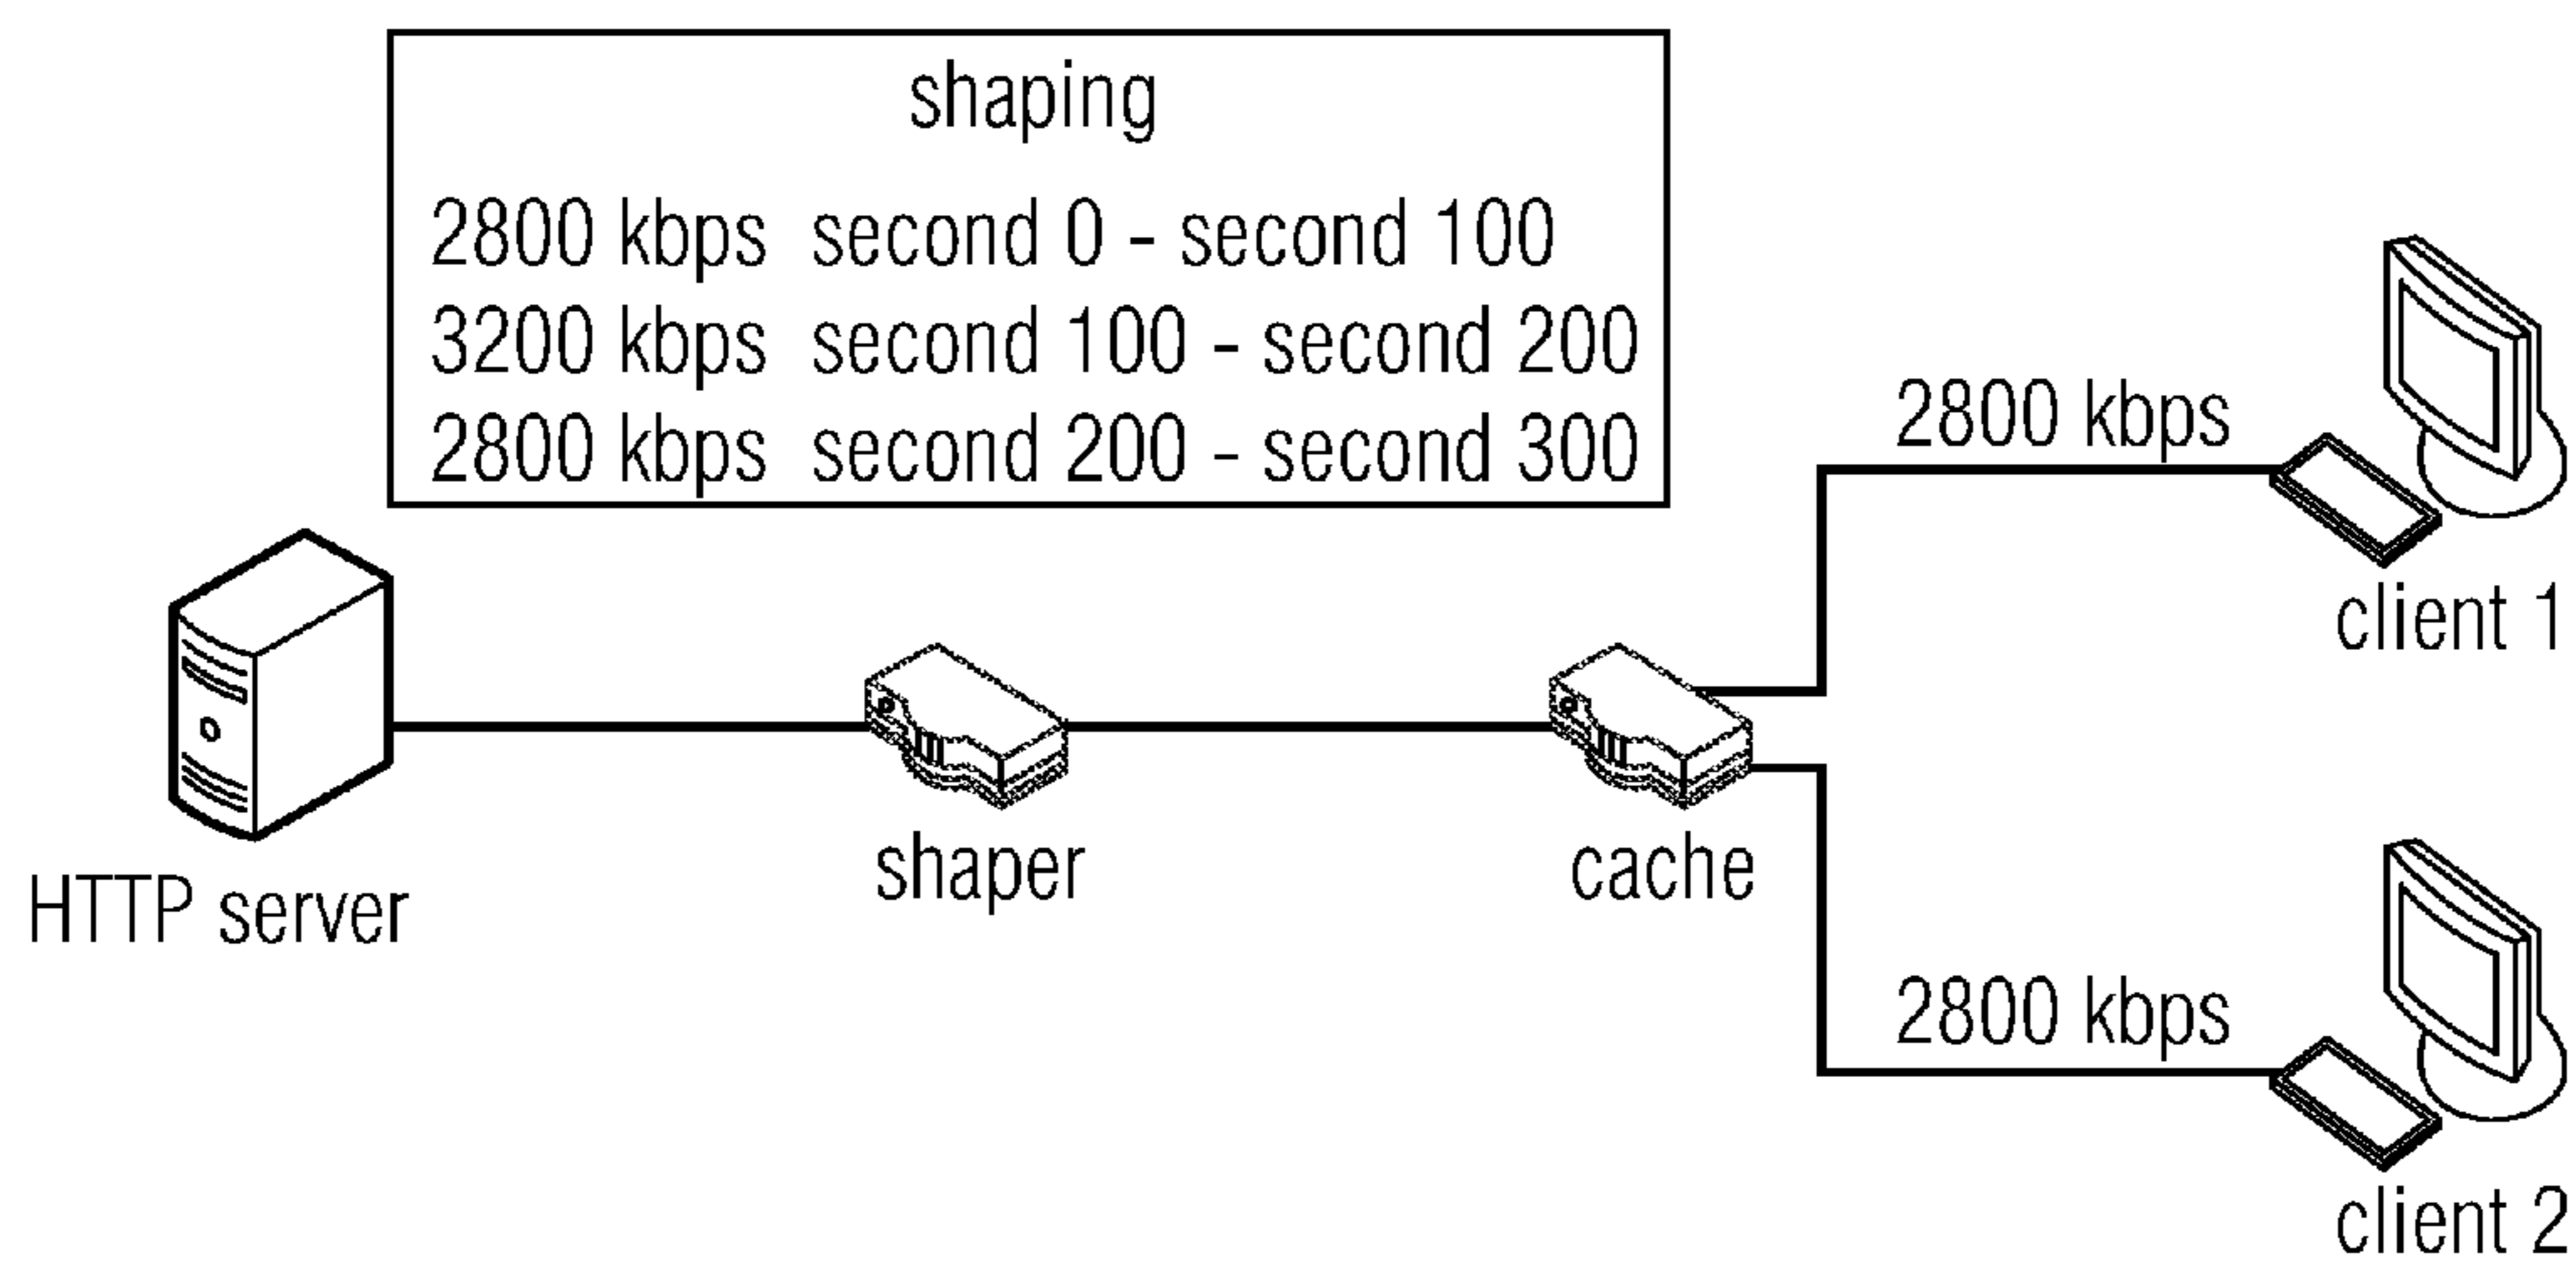 shaping
2800 kbps second 0 - second 100
3200 kbps second 100 - second 200
2800 kbps second 200 - second 300
2800 kbps
client 1
HTTP server
shaper
cache
2800 kbps
client 2